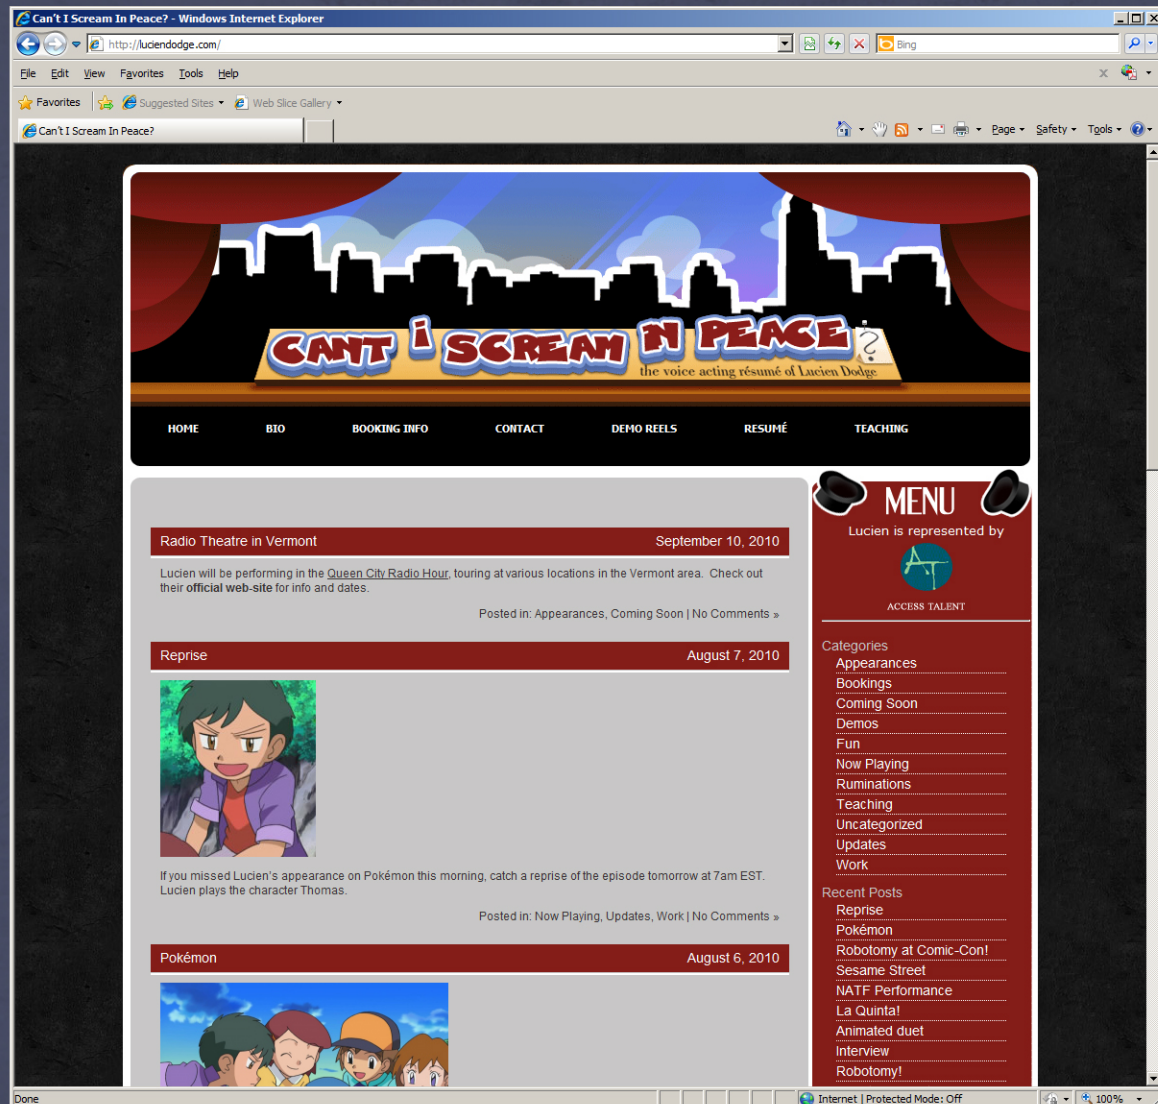 Can't I Scream In Peace? - Windows Internet Explorer
http://luciendodge.com/
Bing
File Edit View Favorites Tools Help
x
Favorites Suggested Sites Web Slice Gallery
Can't I Scream In Peace?
Page Safety Tools
CANT I SCREAM IN PEACE ?
the voice acting résumé of Lucien Dodge
HOME BIO BOOKING INFO CONTACT DEMO REELS RESUMÉ TEACHING
Radio Theatre in Vermont September 10, 2010
Lucien will be performing in the Queen City Radio Hour, touring at various locations in the Vermont area. Check out
their official web-site for info and dates.
Posted in: Appearances, Coming Soon | No Comments »
Reprise August 7, 2010
If you missed Lucien's appearance on Pokémon this morning, catch a reprise of the episode tomorrow at 7am EST.
Lucien plays the character Thomas.
Posted in: Now Playing, Updates, Work | No Comments »
Pokémon August 6, 2010
MENU
Lucien is represented by
AT
ACCESS TALENT
Categories
Appearances
Bookings
Coming Soon
Demos
Fun
Now Playing
Ruminations
Teaching
Uncategorized
Updates
Work
Recent Posts
Reprise
Pokémon
Robotomy at Comic-Con!
Sesame Street
NATF Performance
La Quinta!
Animated duet
Interview
Robotomy!
Done Internet | Protected Mode: Off 100%